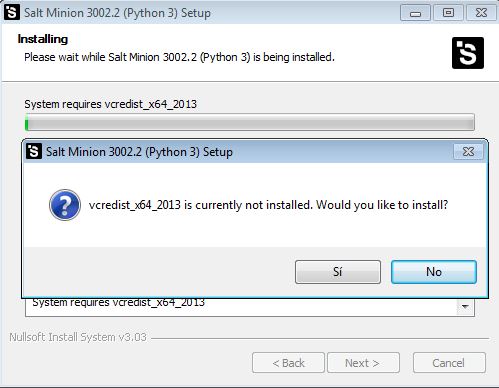 Salt Minion 3002.2 (Python 3) Setup
Installing
Please wait while Salt Minion 3002.2 (Python 3) is being installed.
System requires vcredist_x64_2013
Salt Minion 3002.2 (Python 3) Setup
vcredist_x64_2013 is currently not installed. Would you like to install?
Sí
No
System requires vcredist_x64_2013
Nullsoft Install System v3.03
< Back
Next >
Cancel